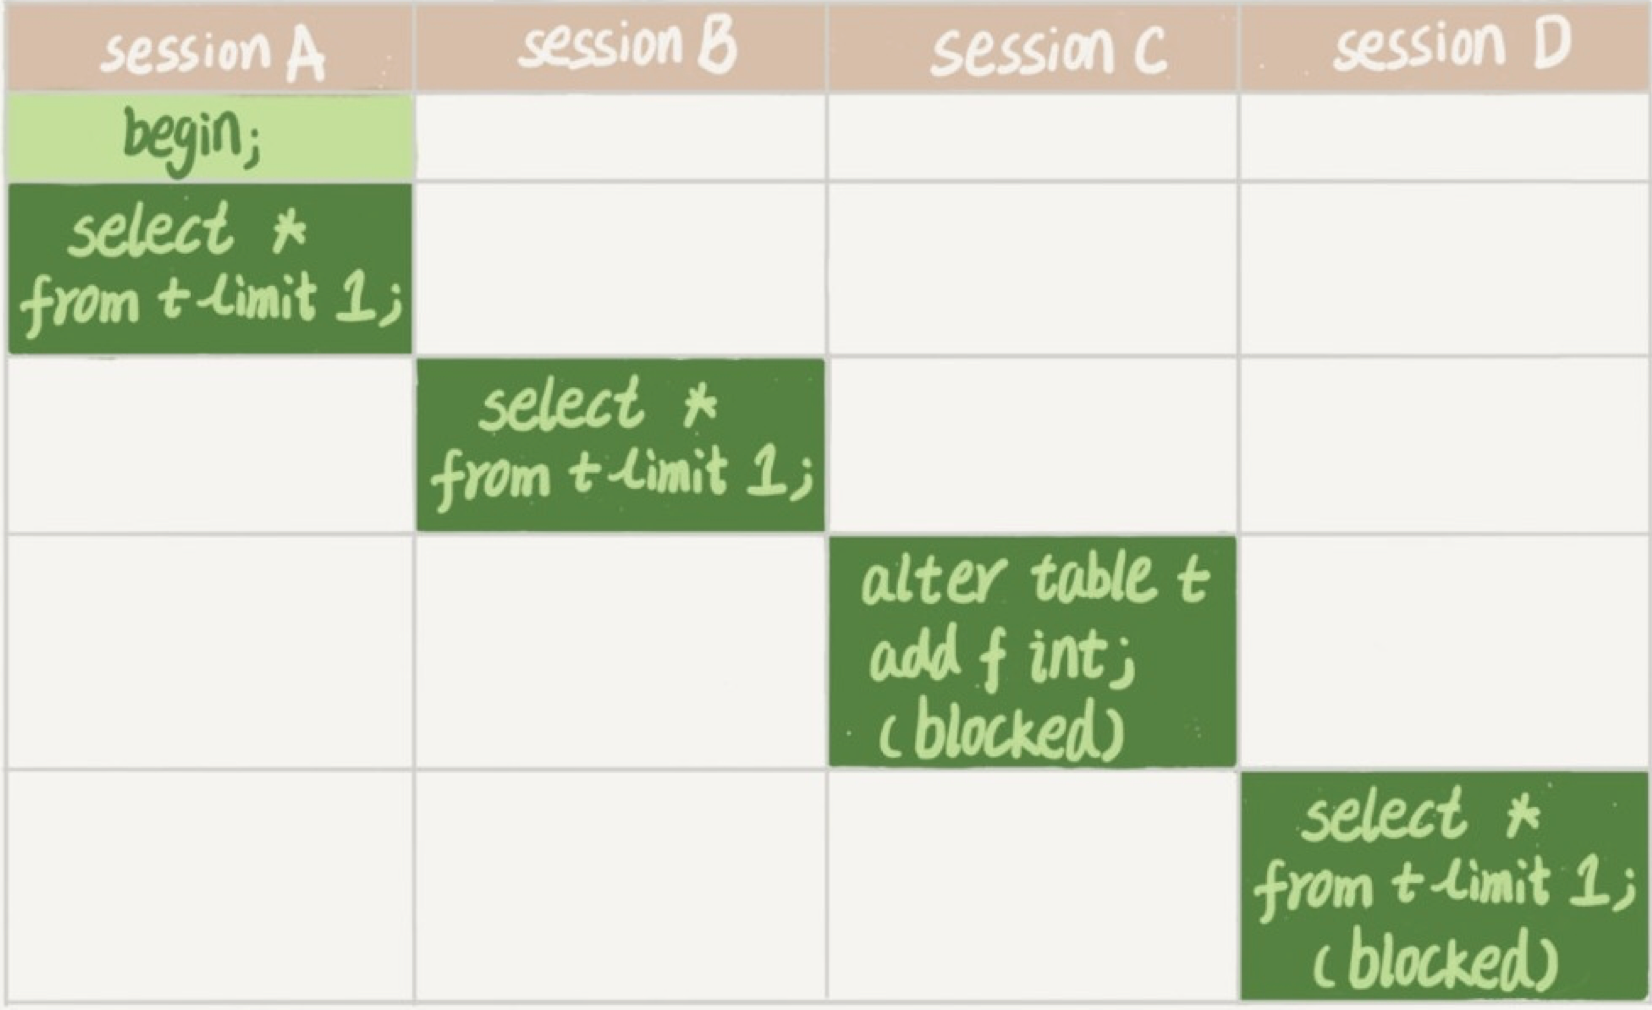 session A
session B
session C
session D
begin;
select *
from t limit 1;
select *
from t limit 1;
alter table t
add f int;
(blocked)
select *
from t limit 1;
(blocked)